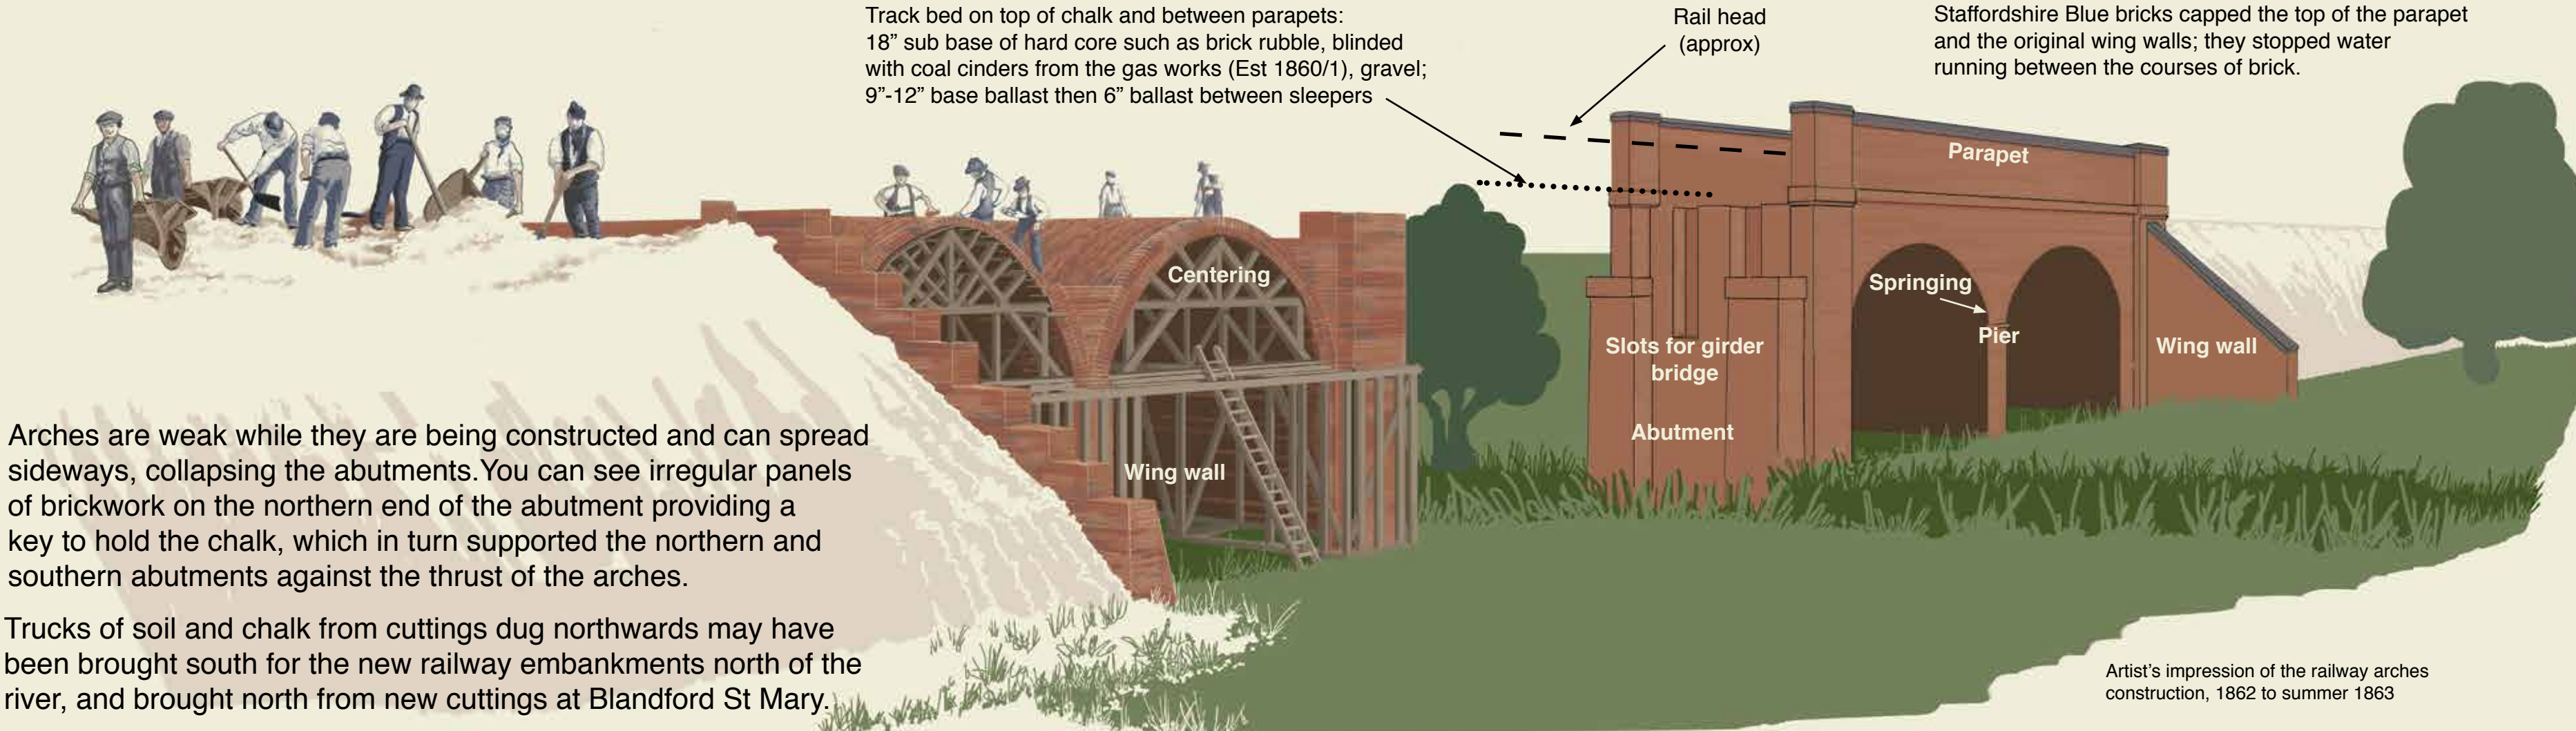 Track bed on top of chalk and between parapets:
18” sub base of hard core such as brick rubble, blinded
with coal cinders from the gas works (Est 1860/1), gravel;
9”-12” base ballast then 6” ballast between sleepers
Rail head
(approx)
Staffordshire Blue bricks capped the top of the parapet
and the original wing walls; they stopped water
running between the courses of brick.
Parapet
Centering
Springing
Pier
Slots for girder
bridge
Wing wall
Abutment
Wing wall
Arches are weak while they are being constructed and can spread
sideways, collapsing the abutments.You can see irregular panels
of brickwork on the northern end of the abutment providing a
key to hold the chalk, which in turn supported the northern and
southern abutments against the thrust of the arches.
Trucks of soil and chalk from cuttings dug northwards may have
been brought south for the new railway embankments north of the
river, and brought north from new cuttings at Blandford St Mary.
Artist’s impression of the railway arches
construction, 1862 to summer 1863